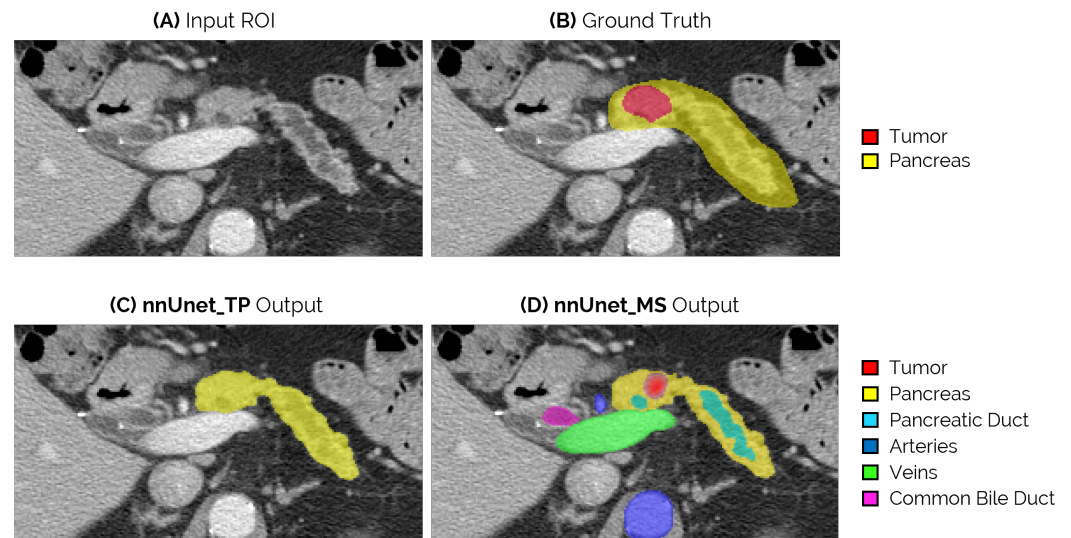 (A) Input ROI
(B) Ground Truth
Tumor
Pancreas
(C) nnUnet_TP Output
(D) nnUnet_MS Output
Tumor
Pancreas
Pancreatic Duct
Arteries
Veins
Common Bile Duct